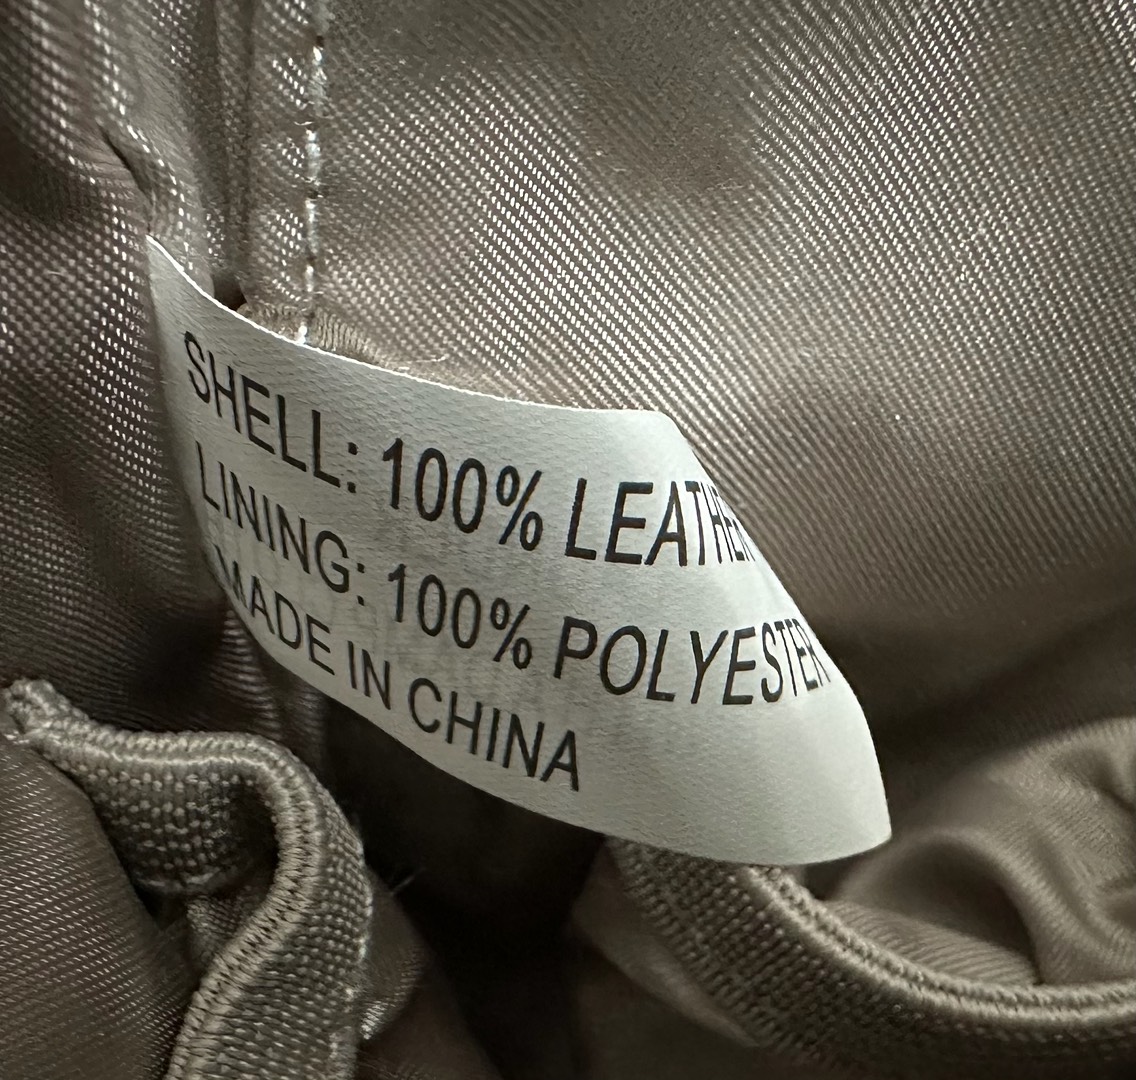 SHELL: 100% LEATHER
LINING: 100% POLYESTER
MADE IN CHINA